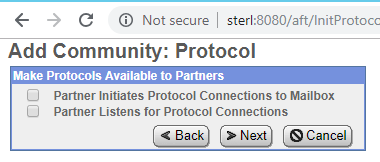 Not secure | sterl:8080/aft/InitProtoco
Add Community: Protocol
Make Protocols Available to Partners
Partner Initiates Protocol Connections to Mailbox
Partner Listens for Protocol Connections
Back Next Cancel